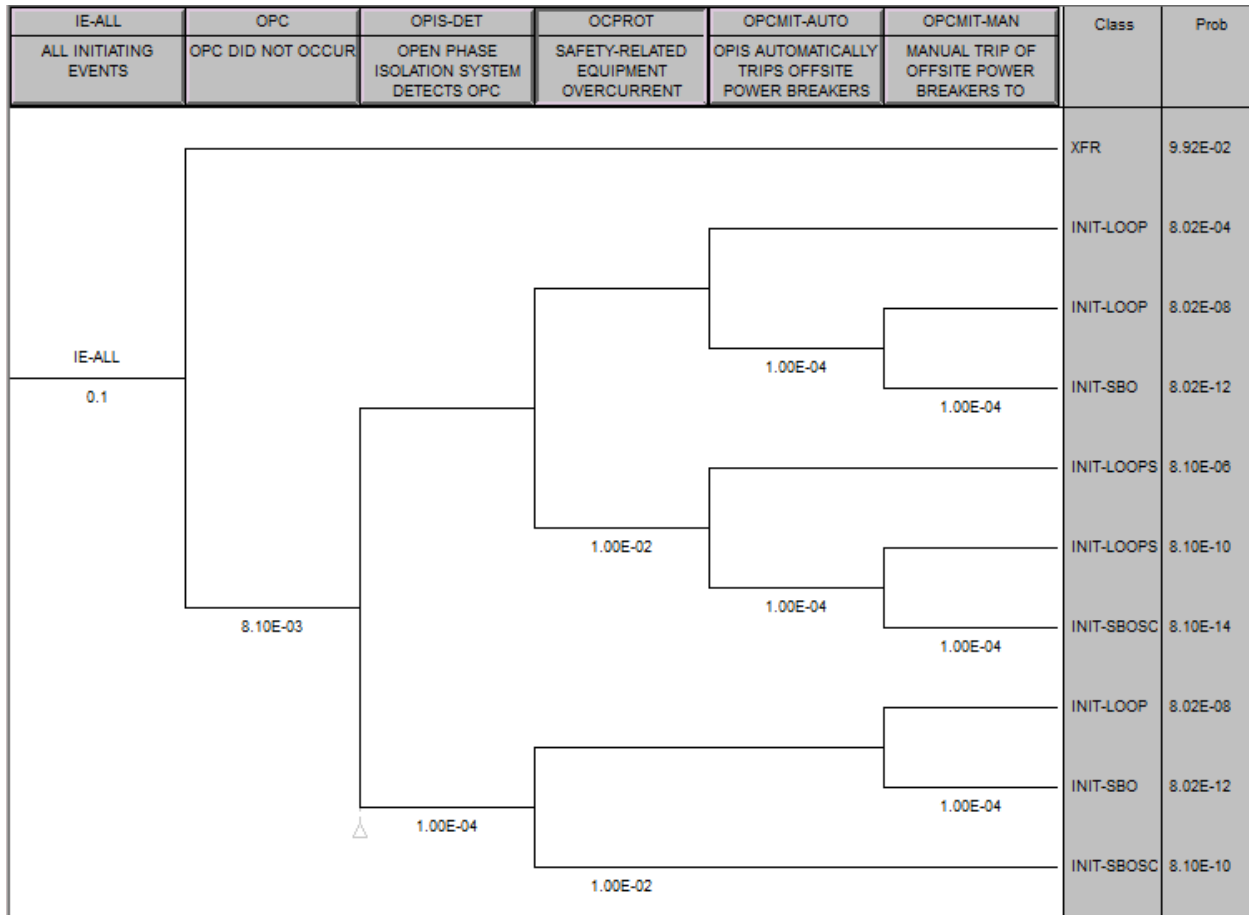 IE-ALL OPC OPIS-DET OCPROT OPCMIT-AUTO OPCMIT-MAN Class Prob
ALL INITIATING EVENTS
OPC DID NOT OCCUR
OPEN PHASE ISOLATION SYSTEM DETECTS OPC
SAFETY-RELATED EQUIPMENT OVERCURRENT
OPIS AUTOMATICALLY TRIPS OFFSITE POWER BREAKERS
MANUAL TRIP OF OFFSITE POWER BREAKERS TO
XFR 9.92E-02
INIT-LOOP 8.02E-04
INIT-LOOP 8.02E-08
IE-ALL
1.00E-04
0.1
INIT-SBO 8.02E-12
1.00E-04
INIT-LOOPS 8.10E-06
1.00E-02
INIT-LOOPS 8.10E-10
1.00E-04
8.10E-03
INIT-SBOSC 8.10E-14
1.00E-04
INIT-LOOP 8.02E-08
INIT-SBO 8.02E-12
1.00E-04
1.00E-04
INIT-SBOSC 8.10E-10
1.00E-02